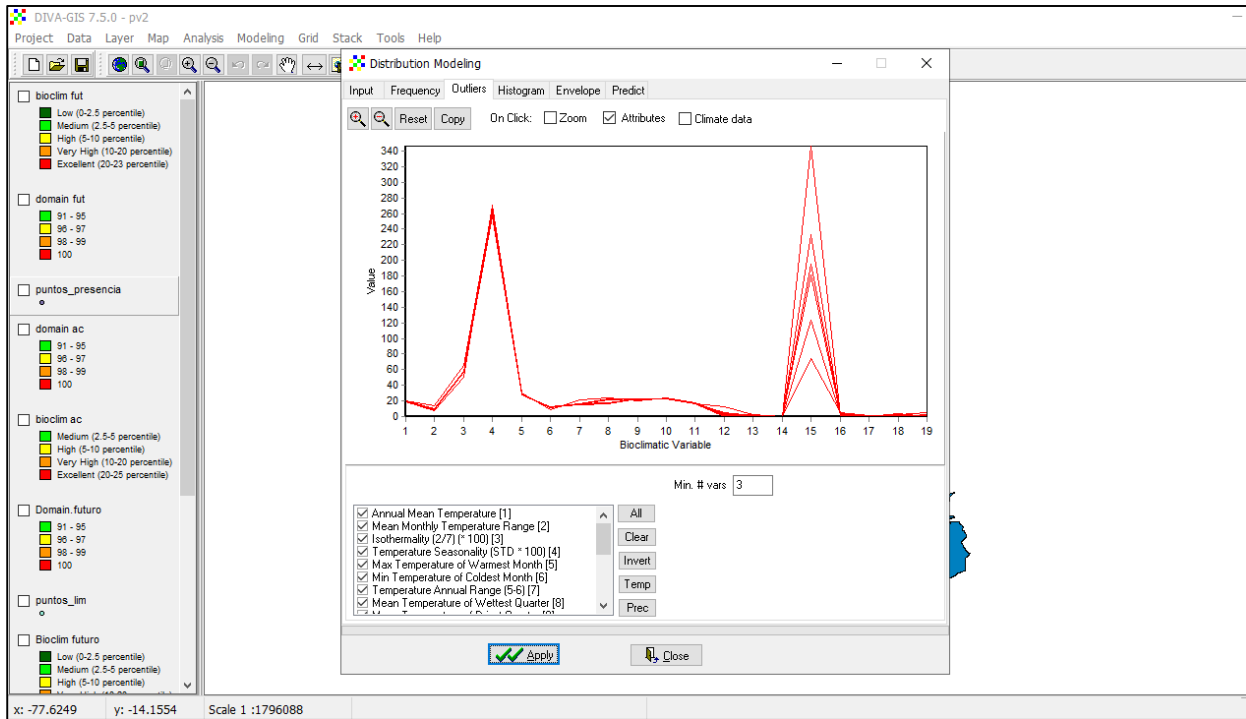 DIVA-GIS 7.5.0 - pv2
Project Data Layer Map Analysis Modeling Grid Stack Tools Help
bioclim fut
Low (0-2.5 percentile)
Medium (2.5-5 percentile)
High (5-10 percentile)
Very High (10-20 percentile)
Excellent (20-23 percentile)
domain fut
91 - 95
96 - 97
98 - 99
100
puntos_presencia
domain ac
91 - 95
96 - 97
98 - 99
100
bioclim ac
Medium (2.5-5 percentile)
High (5-10 percentile)
Very High (10-20 percentile)
Excellent (20-25 percentile)
Domain.futuro
91 - 95
96 - 97
98 - 99
100
puntos_lim
Bioclim futuro
Low (0-2.5 percentile)
Medium (2.5-5 percentile)
High (5-10 percentile)
Distribution Modeling
Input Frequency Outliers Histogram Envelope Predict
Reset Copy On Click: Zoom Attributes Climate data
340
320
300
280
260
240
220
200
180
160
140
120
100
80
60
40
20
0
Value
1 2 3 4 5 6 7 8 9 10 11 12 13 14 15 16 17 18 19
Bioclimatic Variable
Min. # vars 3
Annual Mean Temperature [1]
Mean Monthly Temperature Range [2]
Isothermality (2/7) (* 100) [3]
Temperature Seasonality (STD * 100) [4]
Max Temperature of Warmest Month [5]
Min Temperature of Coldest Month [6]
Temperature Annual Range (5-6) [7]
Mean Temperature of Wettest Quarter [8]
All
Clear
Invert
Temp
Prec
Apply Close
x: -77.6249 y: -14.1554 Scale 1 :1796088